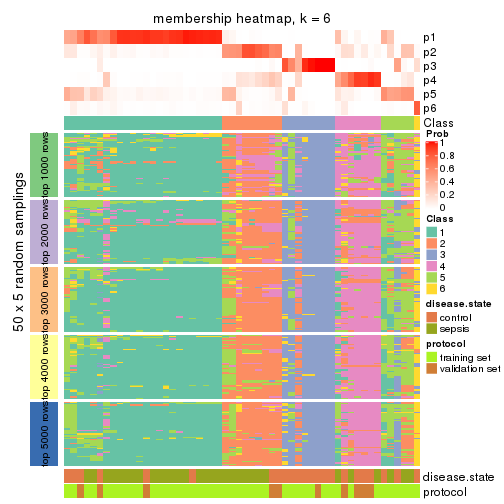 membership heatmap, k = 6
p1
p2
p3
p4
p5
p6
Class
Prob
1
0.8
0.6
0.4
0.2
0
Class
1
2
3
4
5
6
disease.state
control
sepsis
protocol
training set
validation set
50 x 5 random samplings
top 1000 rows
top 2000 rows
top 3000 rows
top 4000 rows
top 5000 rows
disease.state
protocol